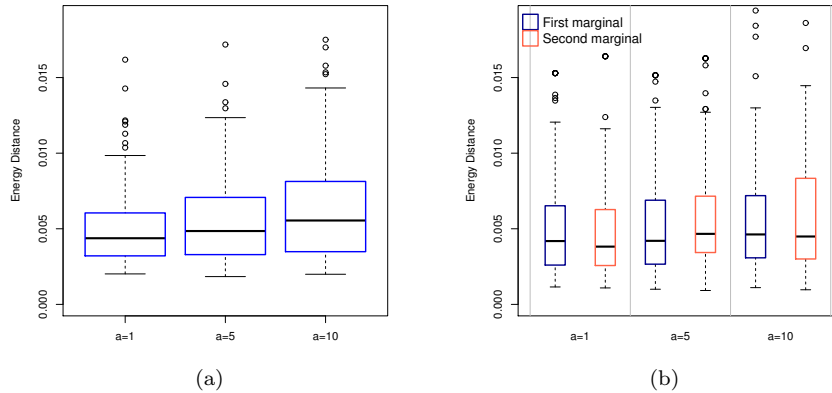 Energy Distance
0.015
0.010
0.005
0.000
a=1
a=5
a=10
(a)
First marginal
Second marginal
Energy Distance
0.015
0.010
0.005
0.000
a=1
a=5
a=10
(b)